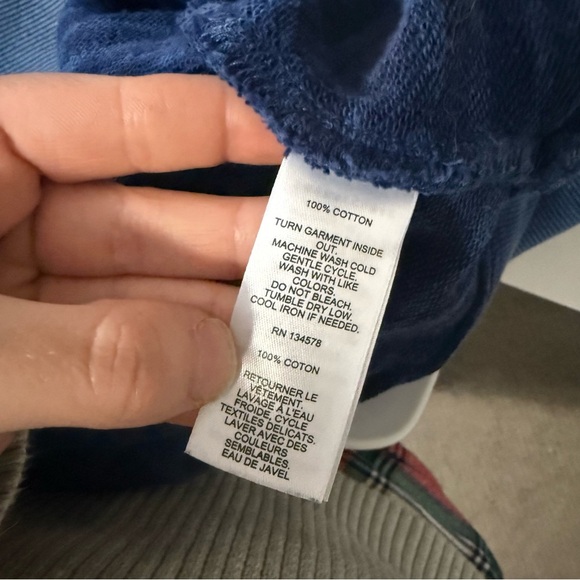 100% COTTON
TURN GARMENT INSIDE
OUT.
MACHINE WASH COLD
GENTLE CYCLE.
WASH WITH LIKE
COLORS.
DO NOT BLEACH.
TUMBLE DRY LOW.
COOL IRON IF NEEDED.
RN 134578
100% COTON
RETOURNER LE
VÊTEMENT.
LAVAGE À L'EAU
FROIDE, CYCLE
TEXTILES DÉLICATS.
LAVER AVEC DES
COULEURS
SEMBLABLES.
EAU DE JAVEL